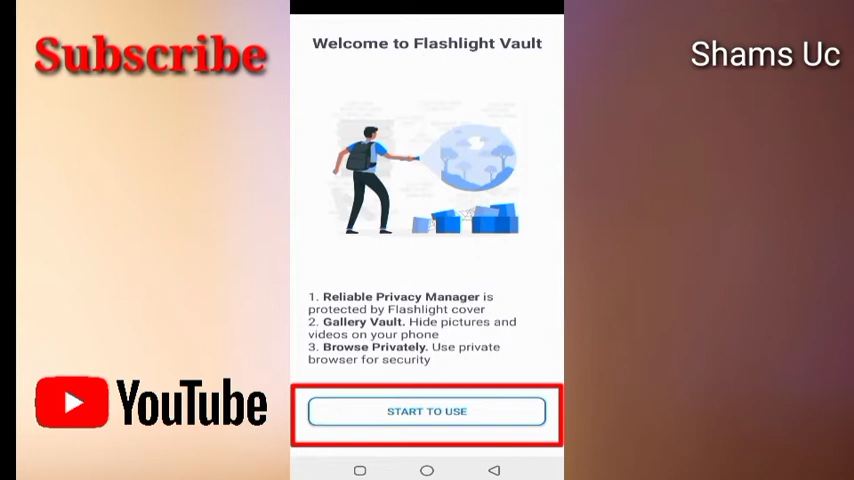 Subscribe
Shams Uc
Welcome to Flashlight Vault
1. Reliable Privacy Manager is
protected by Flashlight cover
2. Gallery Vault. Hide pictures and
videos on your phone
3. Browse Privately. Use private
browser for security
START TO USE
YouTube